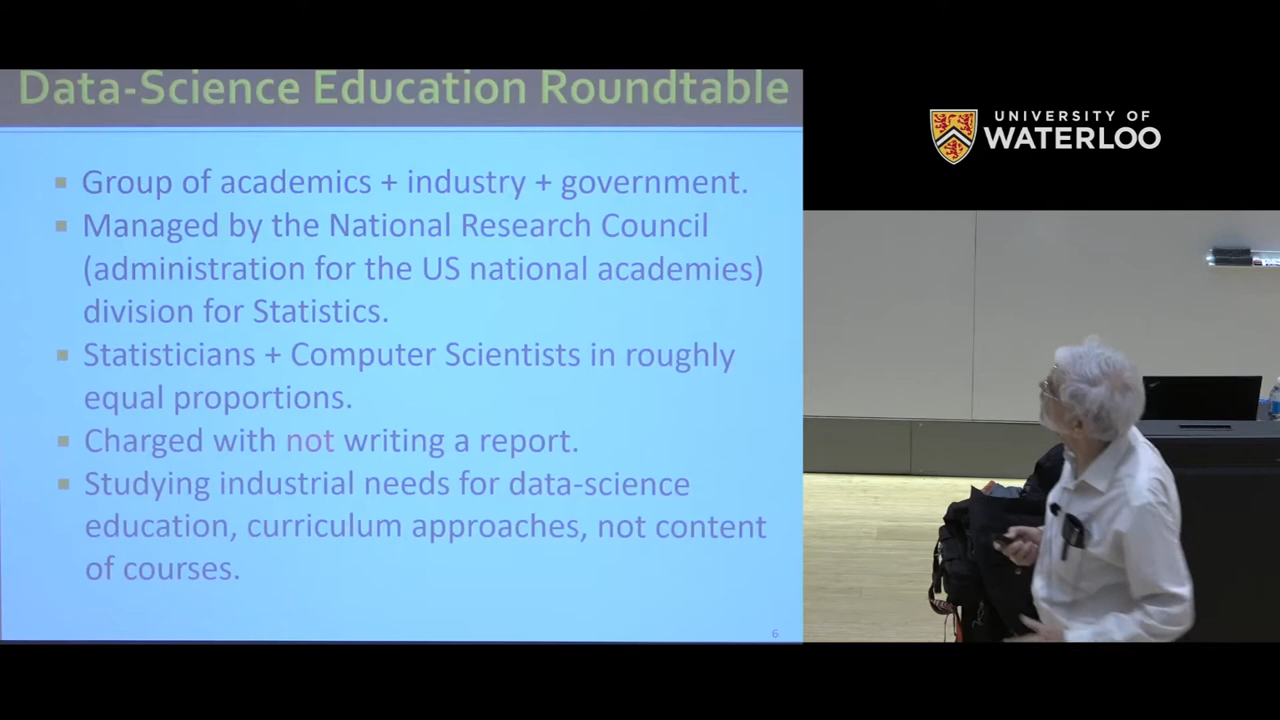 Data-Science Education Roundtable
Group of academics + industry + government.
Managed by the National Research Council
(administration for the US national academies)
division for Statistics.
Statisticians + Computer Scientists in roughly
equal proportions.
Charged with not writing a report.
Studying industrial needs for data-science
education, curriculum approaches, not content
of courses.
6
UNIVERSITY OF
WATERLOO